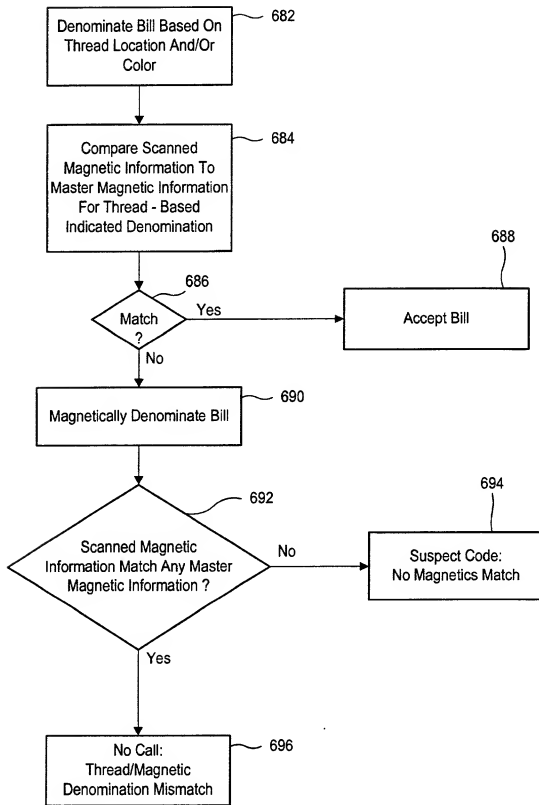 Denominate Bill Based On
Thread Location And/Or
Color
682
Compare Scanned
Magnetic Information To
Master Magnetic Information
For Thread - Based
Indicated Denomination
684
686
Match
?
Yes
688
Accept Bill
No
Magnetically Denominate Bill
690
692
Scanned Magnetic
Information Match Any Master
Magnetic Information ?
No
694
Suspect Code:
No Magnetics Match
Yes
No Call:
Thread/Magnetic
Denomination Mismatch
696